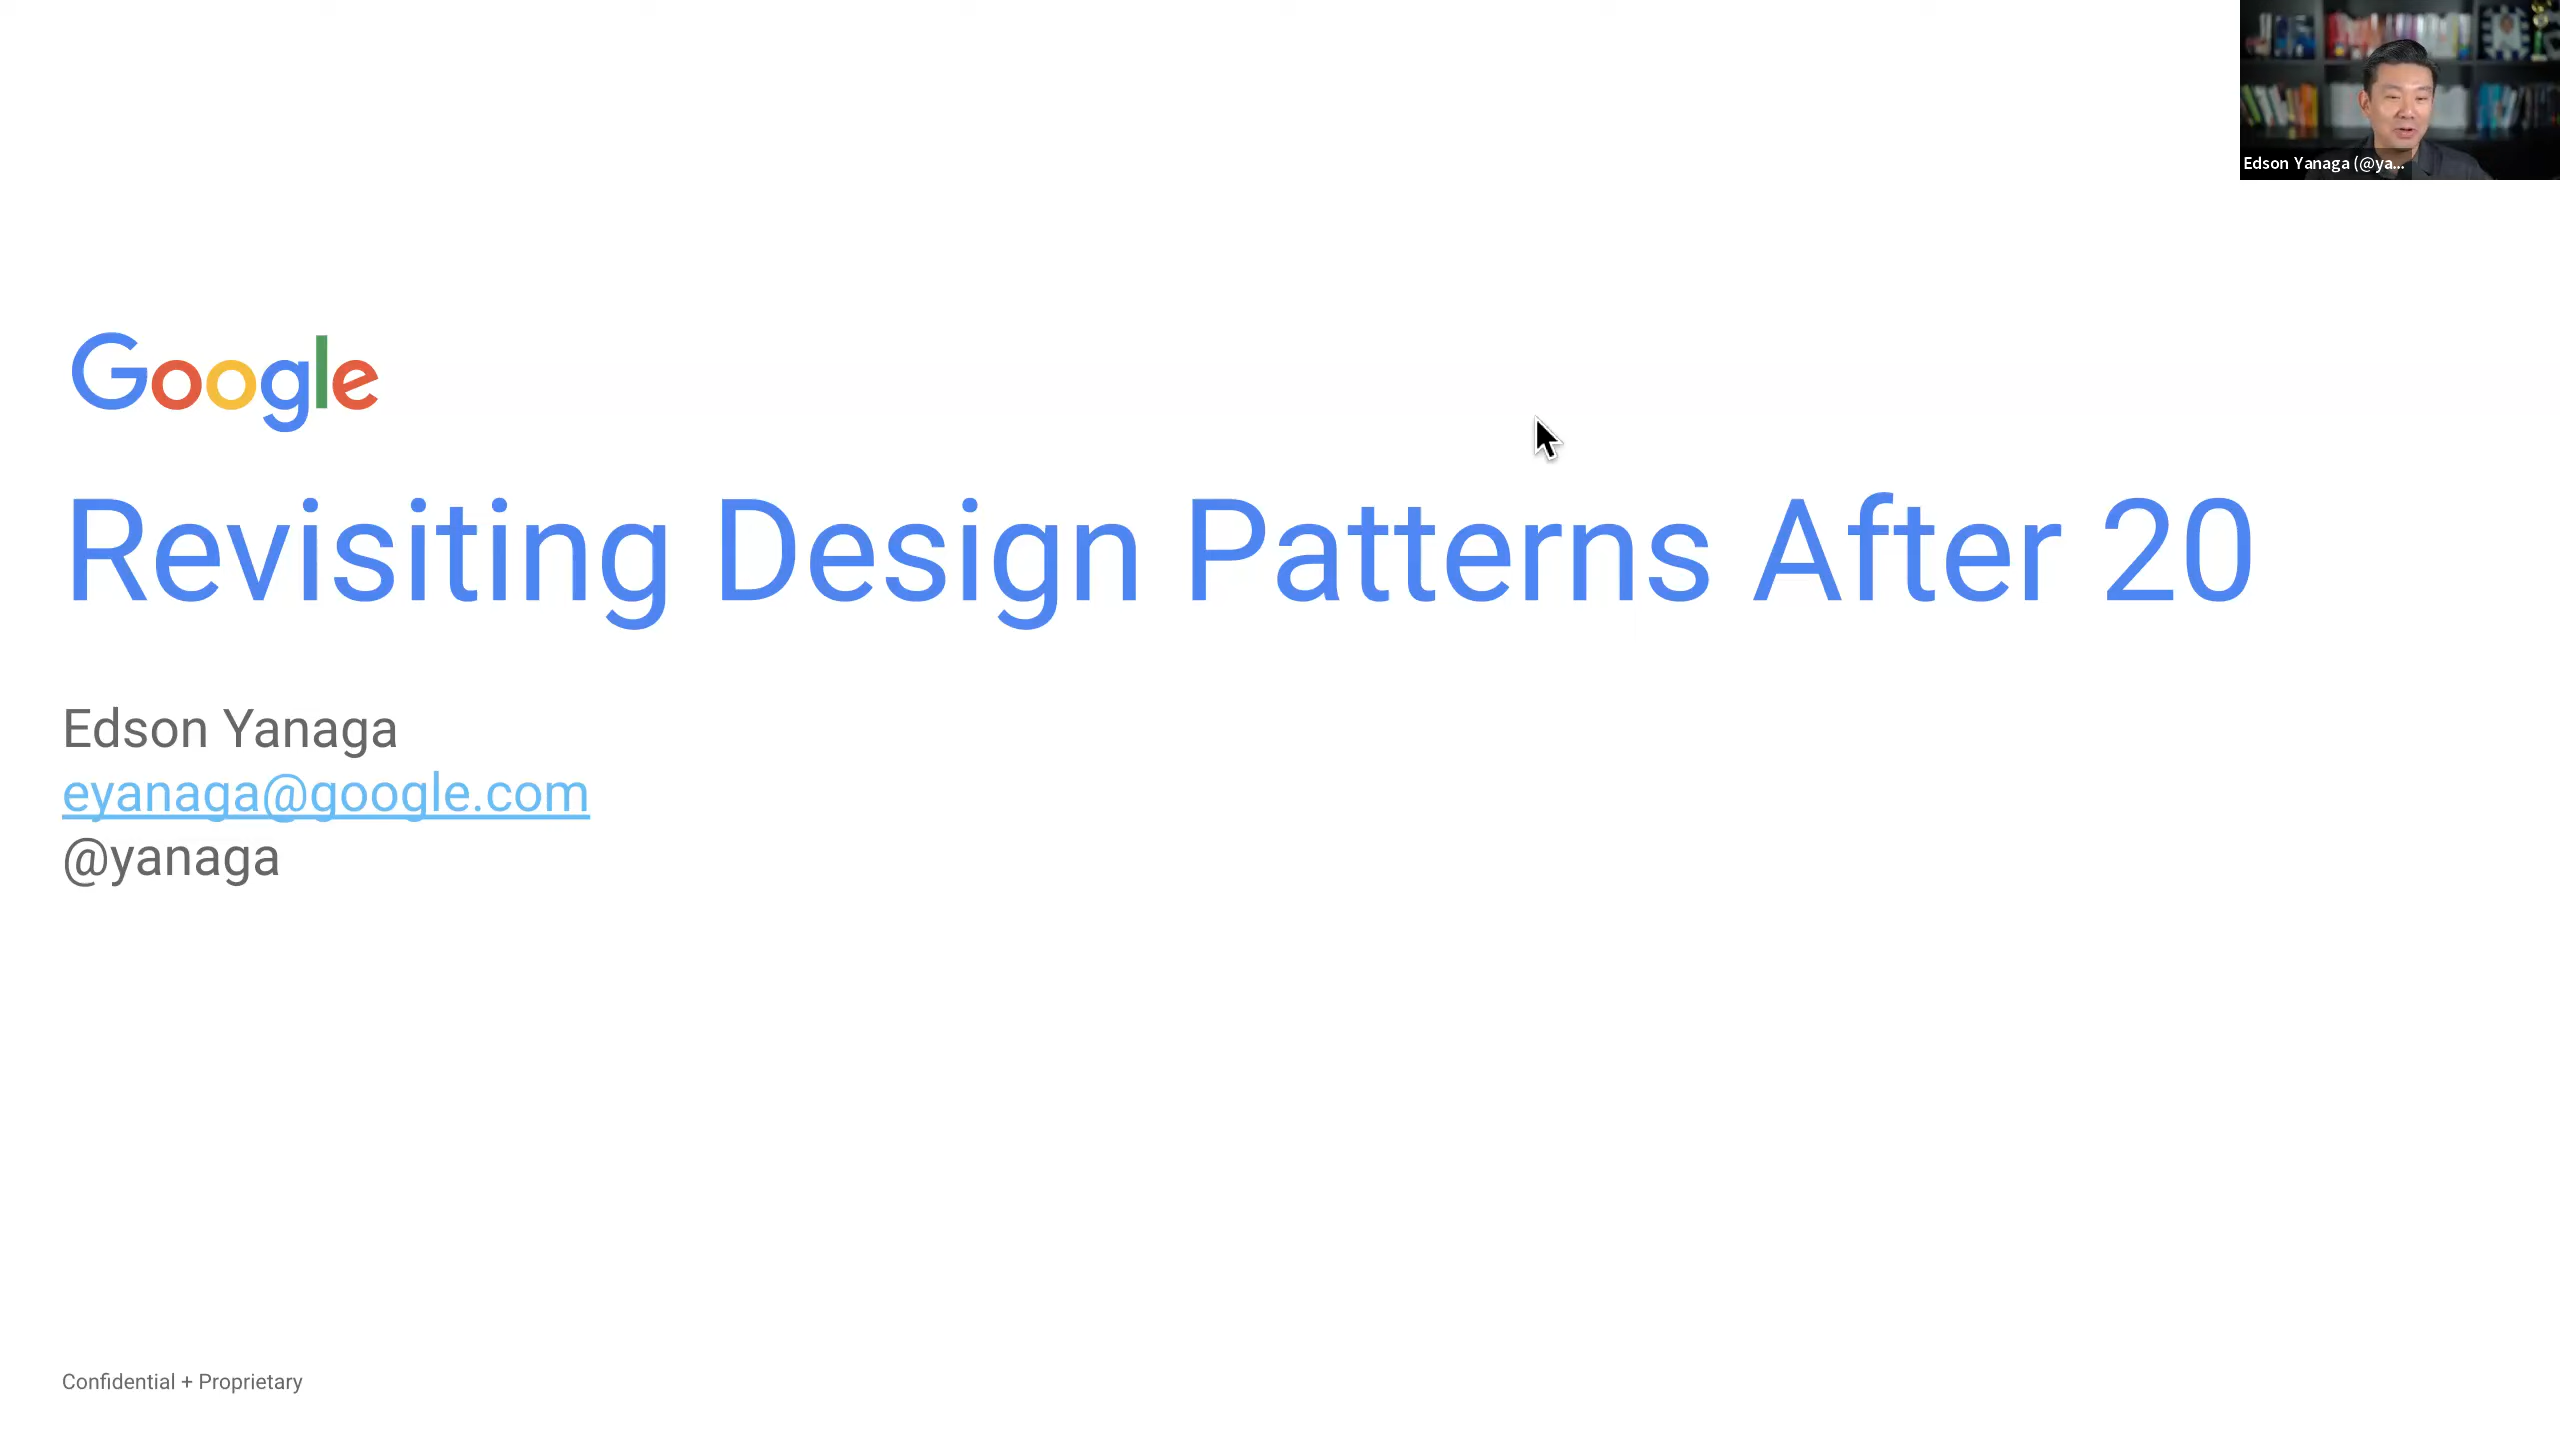 Edson Yanaga (@ya...
Google
Revisiting Design Patterns After 20
Edson Yanaga
eyanaga@google.com
@yanaga
Confidential + Proprietary